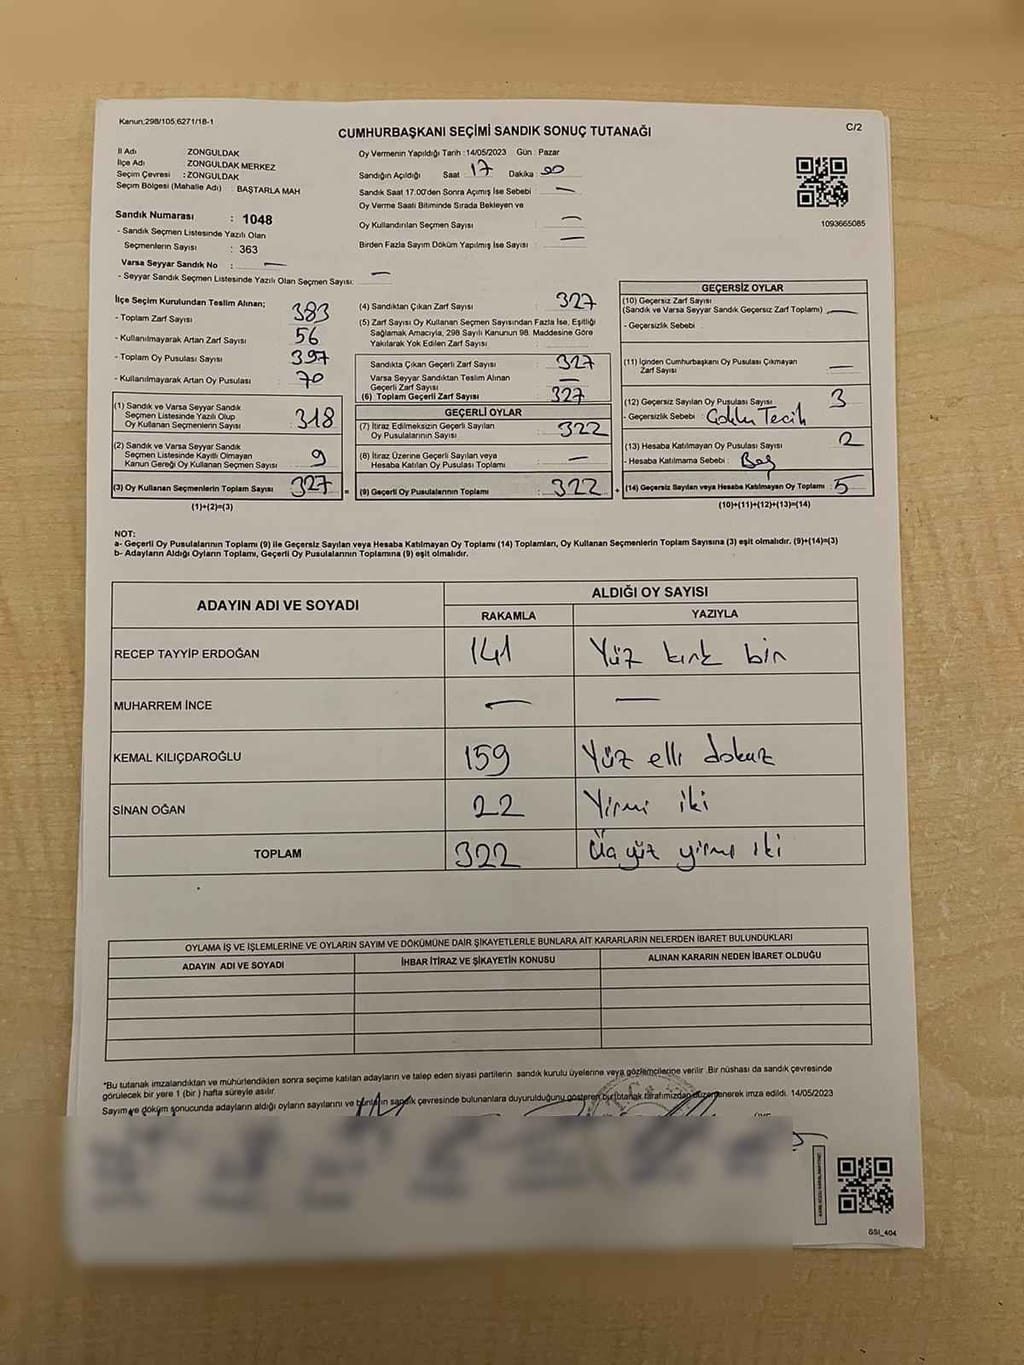 Kanun:298/105,6271/18-1
CUMHURBAŞKANI SEÇİMİ SANDIK SONUÇ TUTANAĞI
C/2
İl Adı ZONGULDAK
İlçe Adı ZONGULDAK MERKEZ
Seçim Çevresi : ZONGULDAK
Seçim Bölgesi (Mahalle Adı) : BAŞTARLA MAH
Sandık Numarası : 1048
- Sandık Seçmen Listesinde Yazılı Olan
Seçmenlerin Sayısı : 363
Varsa Seyyar Sandık No : —
- Seyyar Sandık Seçmen Listesinde Yazılı Olan Seçmen Sayısı: —
Oy Vermenin Yapıldığı Tarih : 14/05/2023 Gün : Pazar
Sandığın Açıldığı Saat 17 Dakika 00
Sandık Saat 17.00'den Sonra Açımış İse Sebebi : —
Oy Verme Saati Bitiminde Sırada Bekleyen ve
Oy Kullandırılan Seçmen Sayısı : —
Birden Fazla Sayım Döküm Yapılmış İse Sayısı : —
1093665085
İlçe Seçim Kurulundan Teslim Alınan;
- Toplam Zarf Sayısı : 383
- Kullanılmayarak Artan Zarf Sayısı : 56
- Toplam Oy Pusulası Sayısı : 397
- Kullanılmayarak Artan Oy Pusulası : 70
(1) Sandık ve Varsa Seyyar Sandık
Seçmen Listesinde Yazılı Olup
Oy Kullanan Seçmenlerin Sayısı : 318
(2) Sandık ve Varsa Seyyar Sandık
Seçmen Listesinde Kayıtlı Olmayan
Kanun Gereği Oy Kullanan Seçmen Sayısı : 9
(3) Oy Kullanan Seçmenlerin Toplam Sayısı : 327
(1)+(2)=(3)
(4) Sandıktan Çıkan Zarf Sayısı : 327
(5) Zarf Sayısı Oy Kullanan Seçmen Sayısından Fazla İse, Eşitliği
Sağlamak Amacıyla, 298 Sayılı Kanunun 98. Maddesine Göre
Yakılarak Yok Edilen Zarf Sayısı :
Sandıkta Çıkan Geçerli Zarf Sayısı : 327
Varsa Seyyar Sandıktan Teslim Alınan
Geçerli Zarf Sayısı : —
(6) Toplam Geçerli Zarf Sayısı : 327
GEÇERLİ OYLAR
(7) İtiraz Edilmeksizin Geçerli Sayılan
Oy Pusulalarının Sayısı : 322
(8) İtiraz Üzerine Geçerli Sayılan veya
Hesaba Katılan Oy Pusulası Toplamı : —
= (9) Geçerli Oy Pusulalarının Toplamı : 322 +
GEÇERSİZ OYLAR
(10) Geçersiz Zarf Sayısı
(Sandık ve Varsa Seyyar Sandık Geçersiz Zarf Toplamı) : —
- Geçersizlik Sebebi :
(11) İçinden Cumhurbaşkanı Oy Pusulası Çıkmayan
Zarf Sayısı : —
(12) Geçersiz Sayılan Oy Pusulası Sayısı : 3
- Geçersizlik Sebebi : Çoklu Tecih
(13) Hesaba Katılmayan Oy Pusulası Sayısı : 2
- Hesaba Katılmama Sebebi : Boş
(14) Geçersiz Sayılan veya Hesaba Katılmayan Oy Toplamı : 5
(10)+(11)+(12)+(13)=(14)
NOT:
a- Geçerli Oy Pusulalarının Toplamı (9) ile Geçersiz Sayılan veya Hesaba Katılmayan Oy Toplamı (14) Toplamları, Oy Kullanan Seçmenlerin Toplam Sayısına (3) eşit olmalıdır. (9)+(14)=(3)
b- Adayların Aldığı Oyların Toplamı, Geçerli Oy Pusulalarının Toplamına (9) eşit olmalıdır.
ADAYIN ADI VE SOYADI ALDIĞI OY SAYISI
RAKAMLA YAZIYLA
RECEP TAYYİP ERDOĞAN 141 Yüz kırk bir
MUHARREM İNCE — —
KEMAL KILIÇDAROĞLU 159 Yüz elli dokuz
SİNAN OĞAN 22 Yirmi iki
TOPLAM 322 Üç yüz yirmi iki
OYLAMA İŞ VE İŞLEMLERİNE VE OYLARIN SAYIM VE DÖKÜMÜNE DAİR ŞİKAYETLERLE BUNLARA AİT KARARLARIN NELERDEN İBARET BULUNDUKLARI
ADAYIN ADI VE SOYADI İHBAR İTİRAZ VE ŞİKAYETİN KONUSU ALINAN KARARIN NEDEN İBARET OLDUĞU
*Bu tutanak imzalandıktan ve mühürlendikten sonra seçime katılan adayların ve talep eden siyasi partilerin sandık kurulu üyelerine veya gözlemcilerine verilir .Bir nüshası da sandık çevresinde
görülecek bir yere 1 (bir ) hafta süreyle asılır.
Sayım ve döküm sonucunda adayların aldığı oyların sayılarını ve bunların sandık çevresinde bulunanlara duyurulduğunu gösteren bu tutanak tarafımızdan düzenlenerek imza edildi. 14/05/2023
SSİ_404